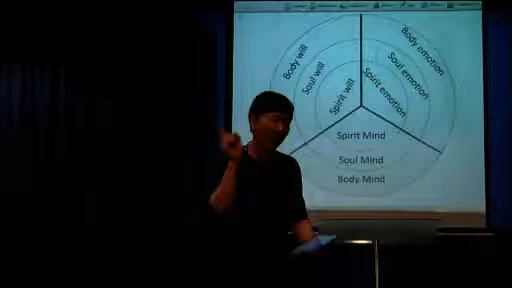 Body will
Soul will
Spirit will
Body emotion
Soul emotion
Spirit emotion
Spirit Mind
Soul Mind
Body Mind